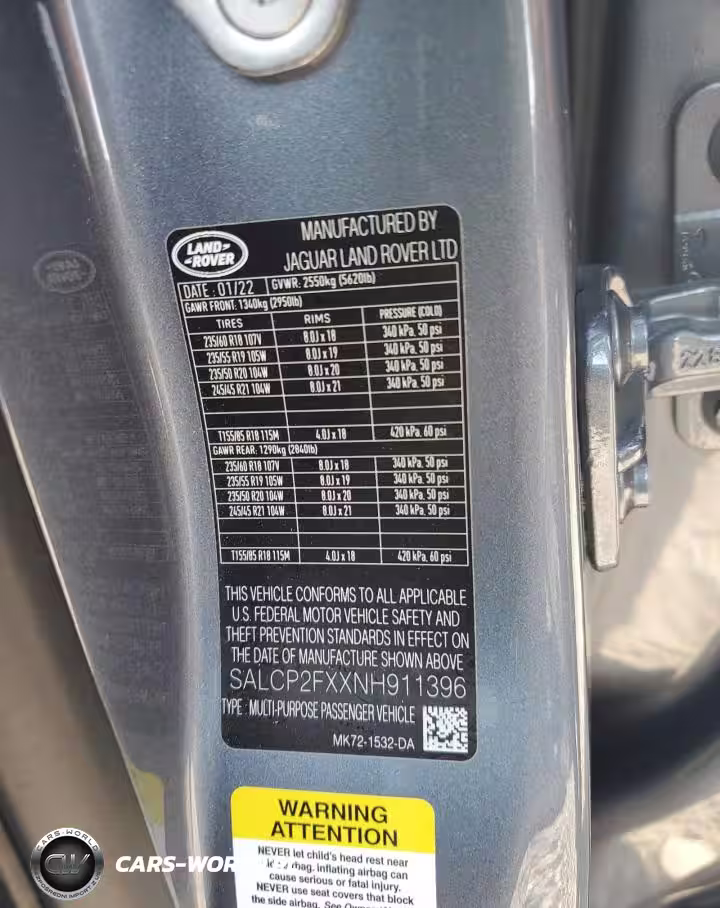 LAND-
-ROVER
MANUFACTURED BY
JAGUAR LAND ROVER LTD
DATE : 01/22 GVWR: 2550kg (5620lb)
GAWR FRONT: 1340kg (2950lb)
TIRES RIMS PRESSURE (COLD)
235/60 R18 107V 8.0J x 18 340 kPa, 50 psi
235/55 R19 105W 8.0J x 19 340 kPa, 50 psi
235/50 R20 104W 8.0J x 20 340 kPa, 50 psi
245/45 R21 104W 8.0J x 21 340 kPa, 50 psi
T155/85 R18 115M 4.0J x 18 420 kPa, 60 psi
GAWR REAR: 1290kg (2840lb)
235/60 R18 107V 8.0J x 18 340 kPa, 50 psi
235/55 R19 105W 8.0J x 19 340 kPa, 50 psi
235/50 R20 104W 8.0J x 20 340 kPa, 50 psi
245/45 R21 104W 8.0J x 21 340 kPa, 50 psi
T155/85 R18 115M 4.0J x 18 420 kPa, 60 psi
THIS VEHICLE CONFORMS TO ALL APPLICABLE
U.S. FEDERAL MOTOR VEHICLE SAFETY AND
THEFT PREVENTION STANDARDS IN EFFECT ON
THE DATE OF MANUFACTURE SHOWN ABOVE
SALCP2FXXNH911396
TYPE : MULTI-PURPOSE PASSENGER VEHICLE
MK72-1532-DA
WARNING
ATTENTION
NEVER let child's head rest near
airbag. inflating airbag can
cause serious or fatal injury.
NEVER use seat covers that block
the side airbag. See
CARS-WORLD
CW
CARS-WOR